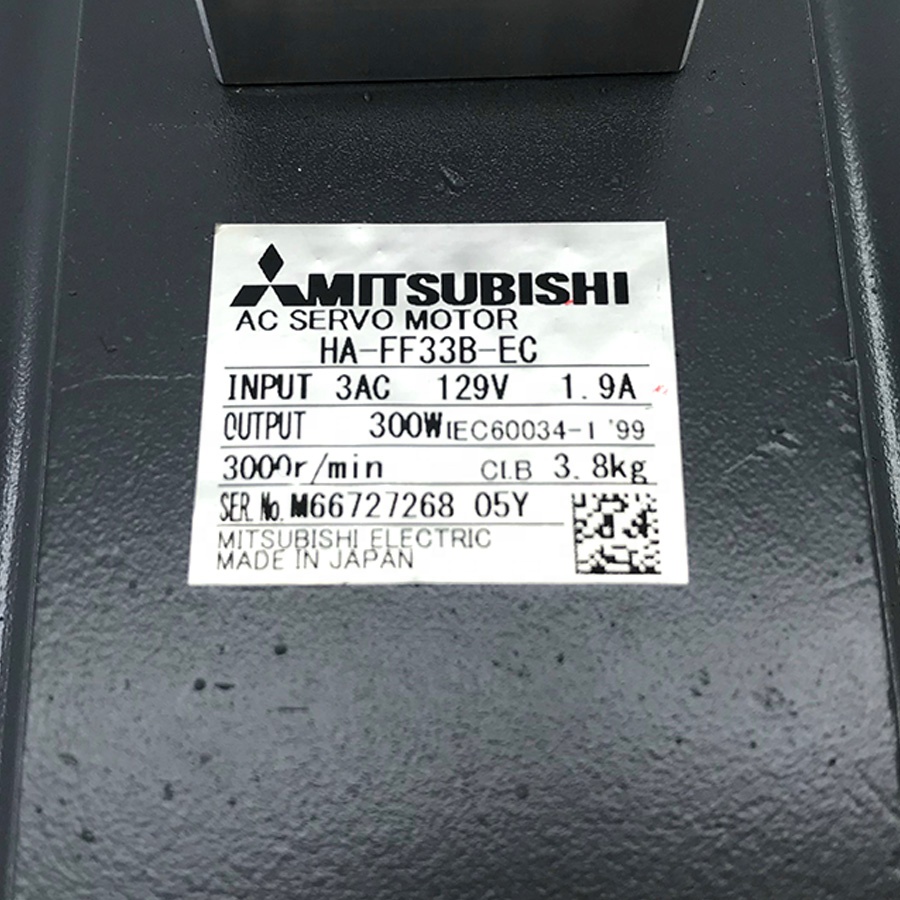 MITSUBISHI
AC SERVO MOTOR
HA-FF33B-EC
INPUT 3AC 129V 1.9A
OUTPUT 300W IEC60034-1 '99
3000r/min Cl.B 3.8kg
SER. No. M66727268 05Y
MITSUBISHI ELECTRIC
MADE IN JAPAN